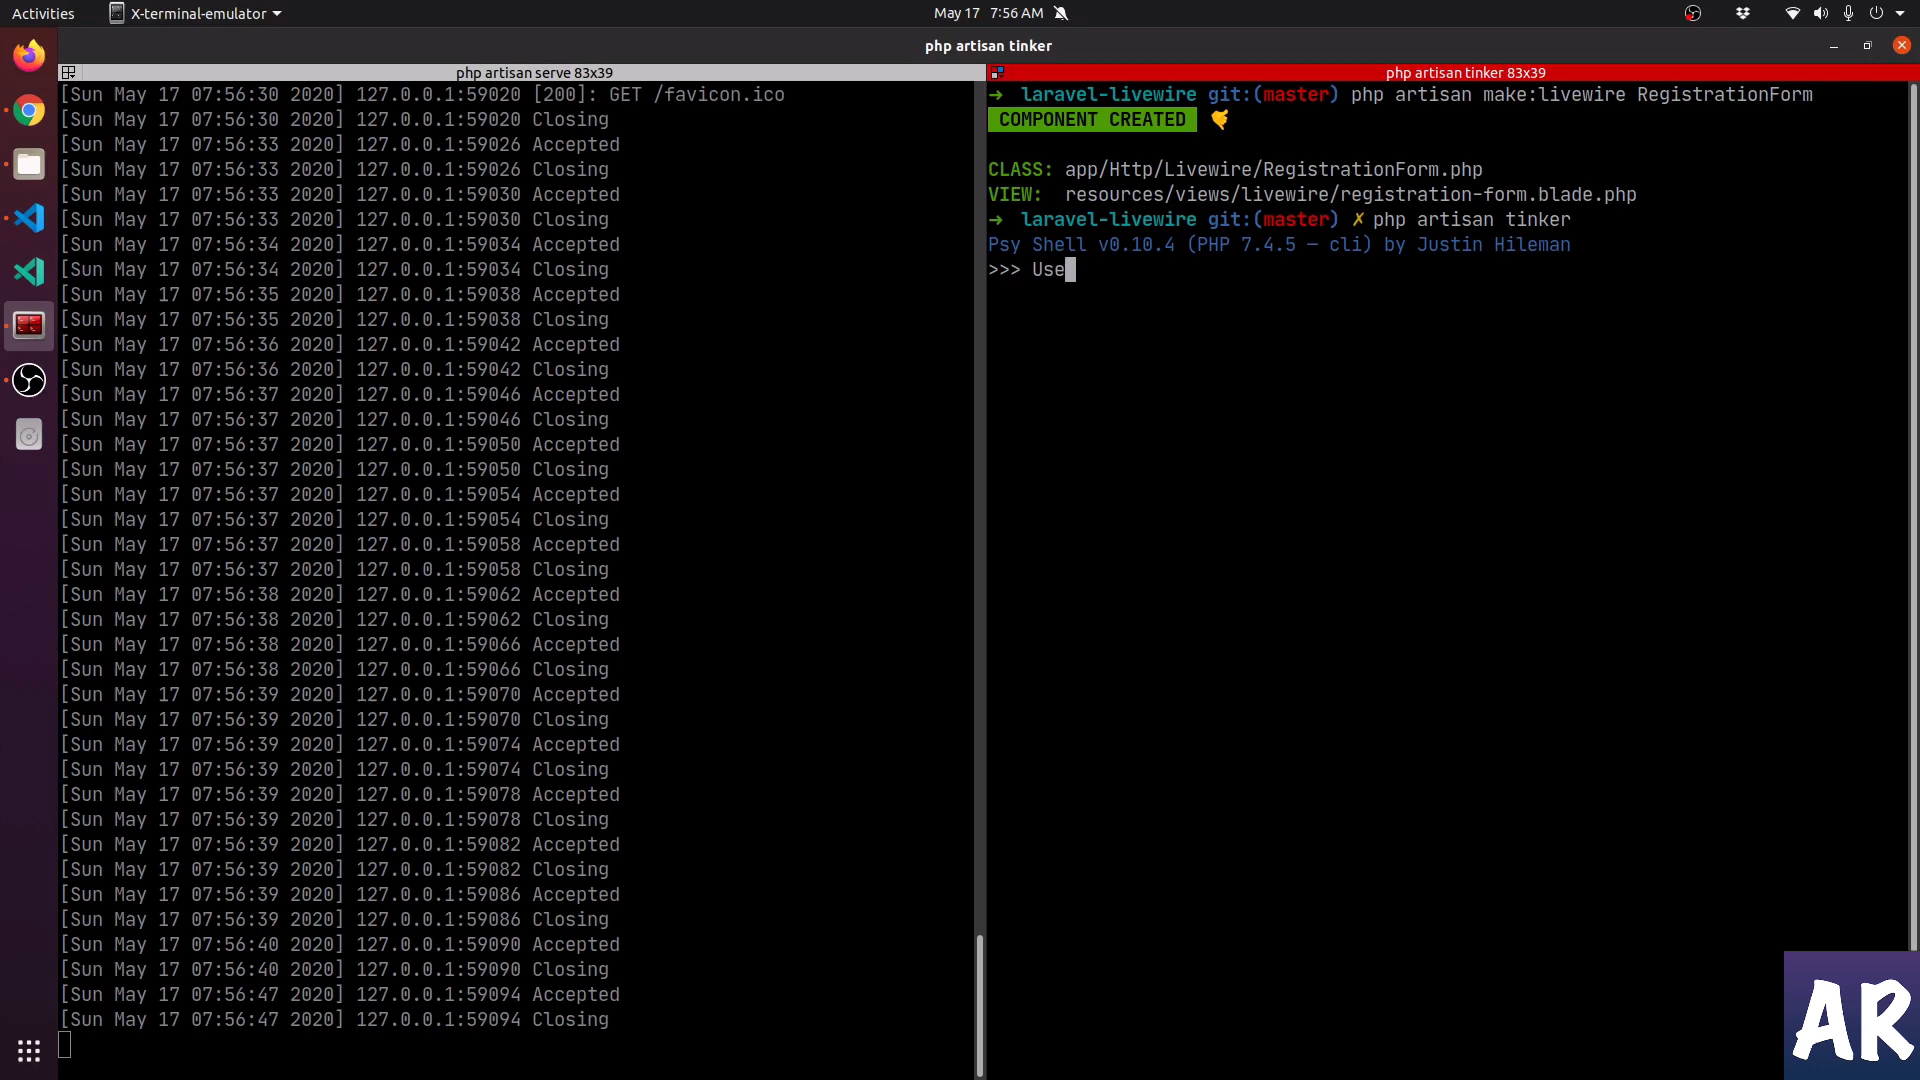 Activities
X-terminal-emulator
May 17 7:56 AM
php artisan tinker
php artisan serve 83x39
[Sun May 17 07:56:30 2020] 127.0.0.1:59020 [200]: GET /favicon.ico
[Sun May 17 07:56:30 2020] 127.0.0.1:59020 Closing
[Sun May 17 07:56:33 2020] 127.0.0.1:59026 Accepted
[Sun May 17 07:56:33 2020] 127.0.0.1:59026 Closing
[Sun May 17 07:56:33 2020] 127.0.0.1:59030 Accepted
[Sun May 17 07:56:33 2020] 127.0.0.1:59030 Closing
[Sun May 17 07:56:34 2020] 127.0.0.1:59034 Accepted
[Sun May 17 07:56:34 2020] 127.0.0.1:59034 Closing
[Sun May 17 07:56:35 2020] 127.0.0.1:59038 Accepted
[Sun May 17 07:56:35 2020] 127.0.0.1:59038 Closing
[Sun May 17 07:56:36 2020] 127.0.0.1:59042 Accepted
[Sun May 17 07:56:36 2020] 127.0.0.1:59042 Closing
[Sun May 17 07:56:37 2020] 127.0.0.1:59046 Accepted
[Sun May 17 07:56:37 2020] 127.0.0.1:59046 Closing
[Sun May 17 07:56:37 2020] 127.0.0.1:59050 Accepted
[Sun May 17 07:56:37 2020] 127.0.0.1:59050 Closing
[Sun May 17 07:56:37 2020] 127.0.0.1:59054 Accepted
[Sun May 17 07:56:37 2020] 127.0.0.1:59054 Closing
[Sun May 17 07:56:37 2020] 127.0.0.1:59058 Accepted
[Sun May 17 07:56:37 2020] 127.0.0.1:59058 Closing
[Sun May 17 07:56:38 2020] 127.0.0.1:59062 Accepted
[Sun May 17 07:56:38 2020] 127.0.0.1:59062 Closing
[Sun May 17 07:56:38 2020] 127.0.0.1:59066 Accepted
[Sun May 17 07:56:38 2020] 127.0.0.1:59066 Closing
[Sun May 17 07:56:39 2020] 127.0.0.1:59070 Accepted
[Sun May 17 07:56:39 2020] 127.0.0.1:59070 Closing
[Sun May 17 07:56:39 2020] 127.0.0.1:59074 Accepted
[Sun May 17 07:56:39 2020] 127.0.0.1:59074 Closing
[Sun May 17 07:56:39 2020] 127.0.0.1:59078 Accepted
[Sun May 17 07:56:39 2020] 127.0.0.1:59078 Closing
[Sun May 17 07:56:39 2020] 127.0.0.1:59082 Accepted
[Sun May 17 07:56:39 2020] 127.0.0.1:59082 Closing
[Sun May 17 07:56:39 2020] 127.0.0.1:59086 Accepted
[Sun May 17 07:56:39 2020] 127.0.0.1:59086 Closing
[Sun May 17 07:56:40 2020] 127.0.0.1:59090 Accepted
[Sun May 17 07:56:40 2020] 127.0.0.1:59090 Closing
[Sun May 17 07:56:47 2020] 127.0.0.1:59094 Accepted
[Sun May 17 07:56:47 2020] 127.0.0.1:59094 Closing
php artisan tinker 83x39
➜ laravel-livewire git:(master) php artisan make:livewire RegistrationForm
COMPONENT CREATED 🤙
CLASS: app/Http/Livewire/RegistrationForm.php
VIEW: resources/views/livewire/registration-form.blade.php
➜ laravel-livewire git:(master) ✗ php artisan tinker
Psy Shell v0.10.4 (PHP 7.4.5 — cli) by Justin Hileman
>>> Use
AR